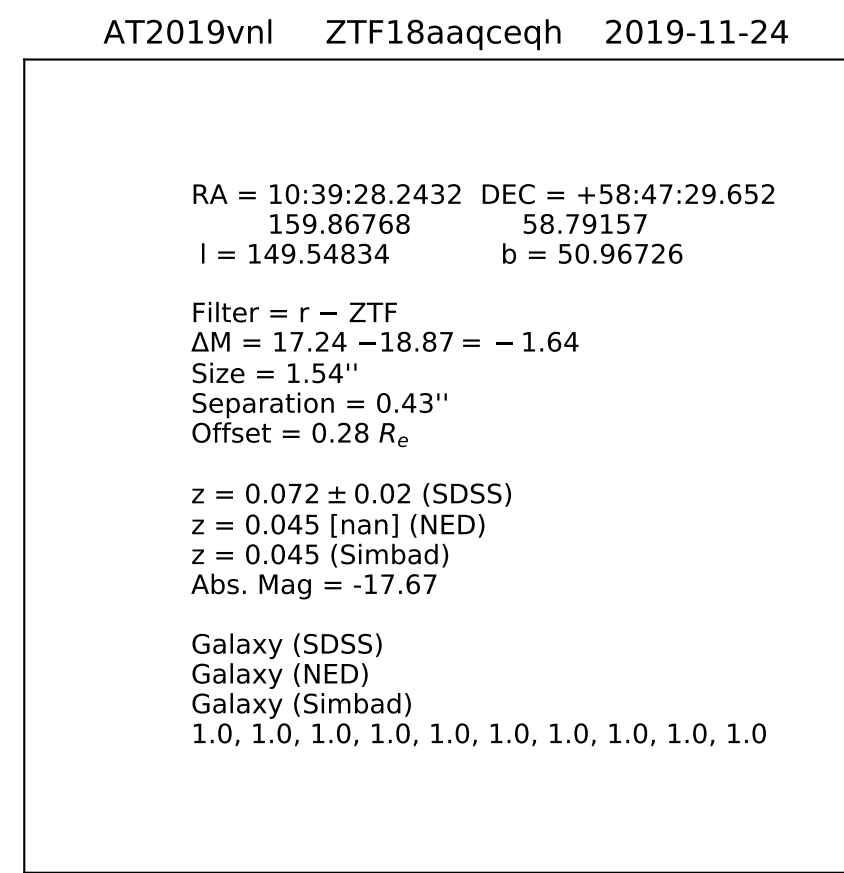 AT2019vnl ZTF18aaqceqh 2019-11-24
RA = 10:39:28.2432 DEC = +58:47:29.652
159.86768 58.79157
l = 149.54834 b = 50.96726
Filter = r − ZTF
ΔM = 17.24 −18.87 = − 1.64
Size = 1.54''
Separation = 0.43''
Offset = 0.28 Rₑ
z = 0.072 ± 0.02 (SDSS)
z = 0.045 [nan] (NED)
z = 0.045 (Simbad)
Abs. Mag = -17.67
Galaxy (SDSS)
Galaxy (NED)
Galaxy (Simbad)
1.0, 1.0, 1.0, 1.0, 1.0, 1.0, 1.0, 1.0, 1.0, 1.0